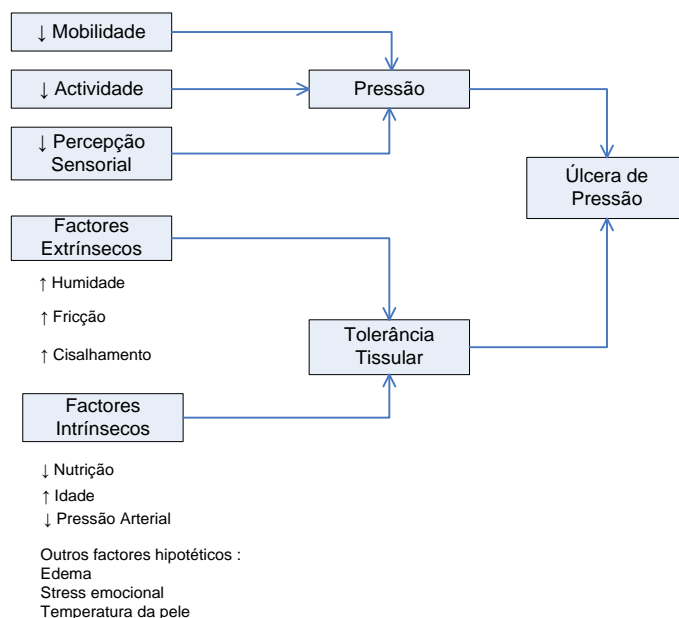 ↓ Mobilidade
↓ Actividade
Pressão
↓ Percepção
Sensorial
Úlcera de
Pressão
Factores
Extrínsecos
↑ Humidade
↑ Fricção
↑ Cisalhamento
Tolerância
Tissular
Factores
Intrínsecos
↓ Nutrição
↑ Idade
↓ Pressão Arterial
Outros factores hipotéticos :
Edema
Stress emocional
Temperatura da pele